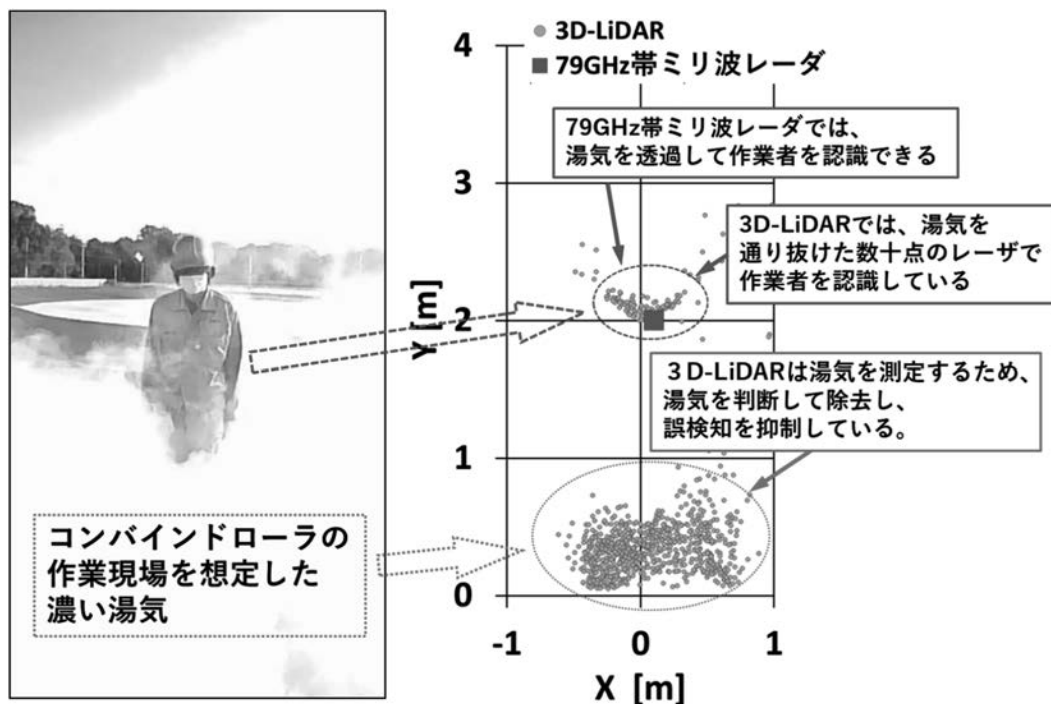 コンバインドローラの
作業現場を想定した
濃い湯気
3D-LiDAR
79GHz帯ミリ波レーダ
79GHz帯ミリ波レーダでは、
湯気を透過して作業者を認識できる
3D-LiDARでは、湯気を
通り抜けた数十点のレーザで
作業者を認識している
３D-LiDARは湯気を測定するため、
湯気を判断して除去し、
誤検知を抑制している。
4
3
2
1
0
Y [m]
-1 0 1
X [m]